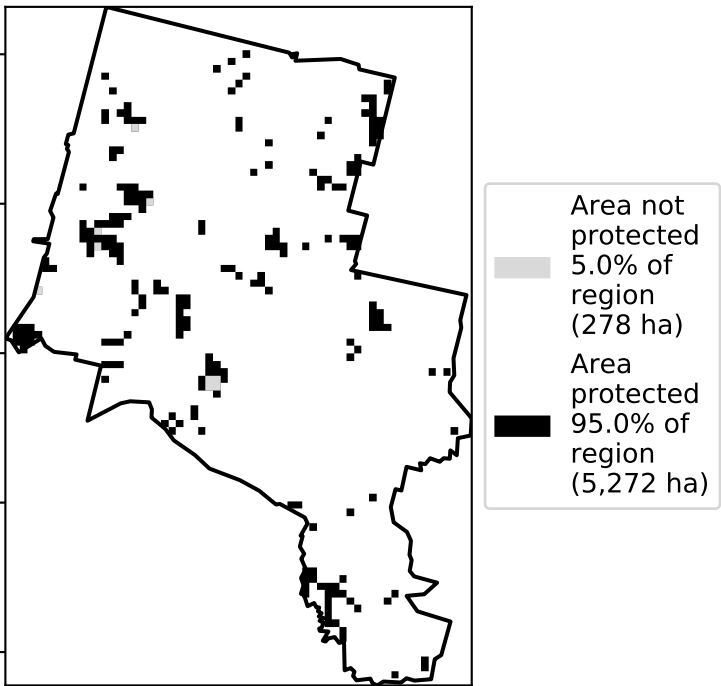 Area not
protected
5.0% of
region
(278 ha)
Area
protected
95.0% of
region
(5,272 ha)